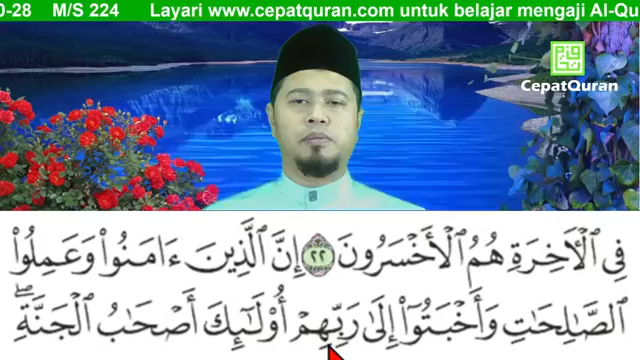 0-28 M/S 224 Layari www.cepatquran.com untuk belajar mengaji Al-Qu
CepatQuran
فِي ٱلْأَخِرَةِ هُمُ ٱلْأَخْسَرُونَ ٢٢ إِنَّ ٱلَّذِينَ ءَامَنُوا۟ وَعَمِلُوا۟
ٱلصَّـٰلِحَـٰتِ وَأَخْبَتُوٓا۟ إِلَىٰ رَبِّهِمْ أُو۟لَـٰٓئِكَ أَصْحَـٰبُ ٱلْجَنَّةِ ۖ